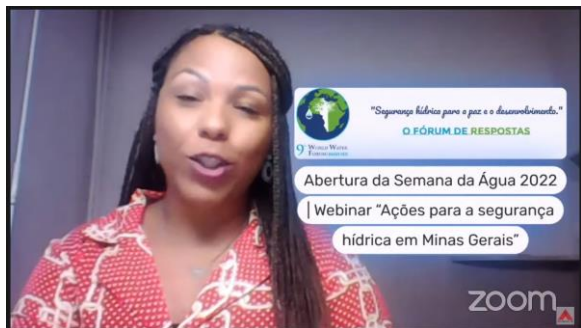 "Segurança hídrica para a paz e o desenvolvimento."
O FÓRUM DE RESPOSTAS
9º WORLD WATER
FORUM
Abertura da Semana da Água 2022
| Webinar "Ações para a segurança
hídrica em Minas Gerais”
zoom